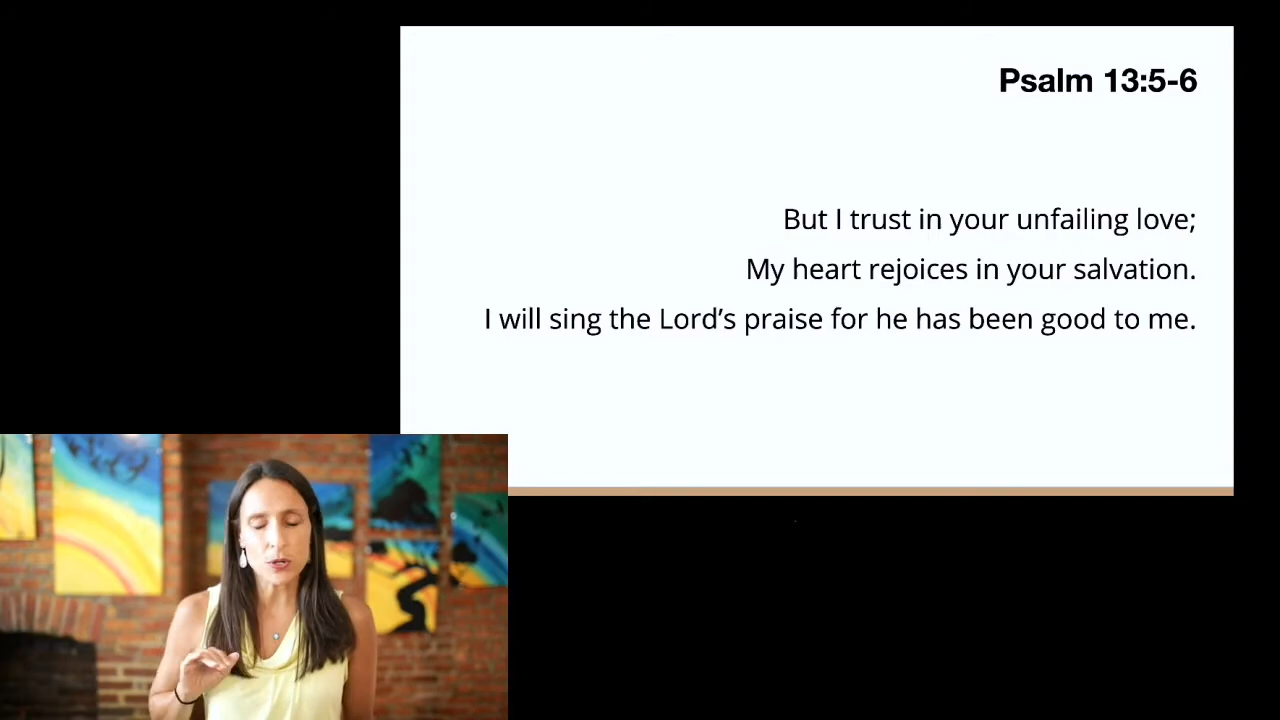 Psalm 13:5-6
But I trust in your unfailing love;
My heart rejoices in your salvation.
I will sing the Lord’s praise for he has been good to me.